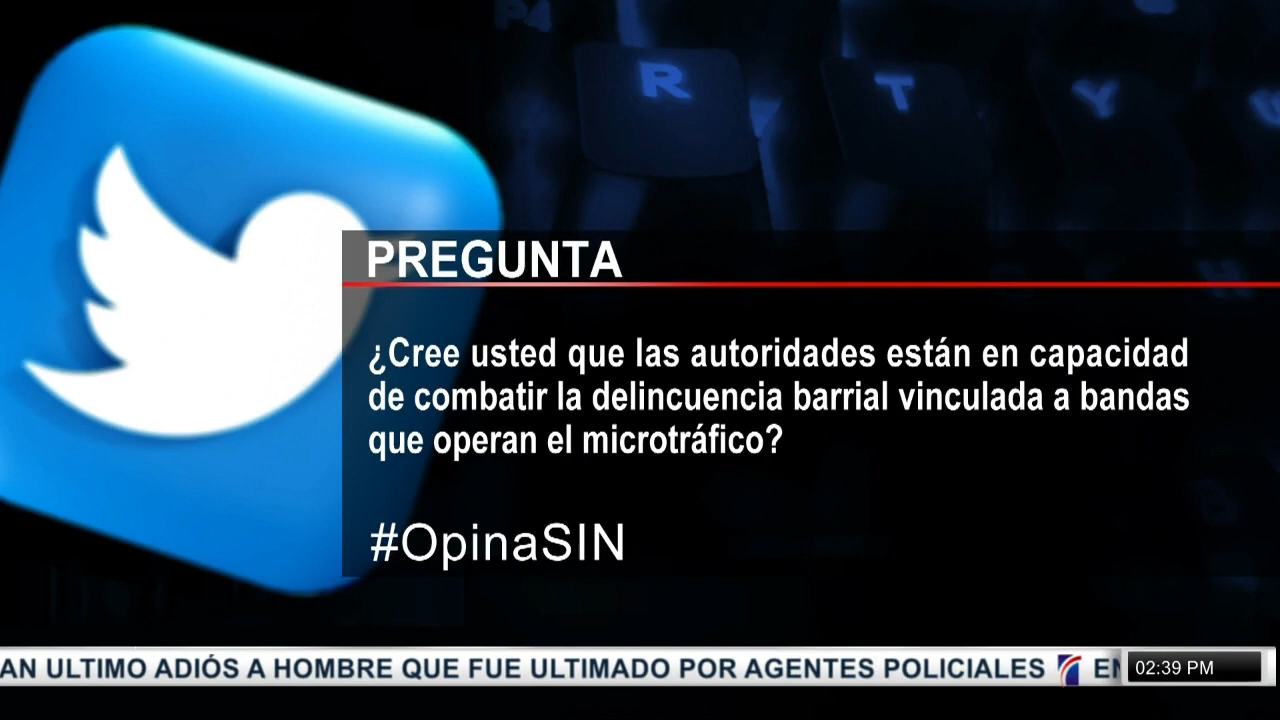 P4
R T Y U
PREGUNTA
¿Cree usted que las autoridades están en capacidad
de combatir la delincuencia barrial vinculada a bandas
que operan el microtráfico?
#OpinaSIN
AN ULTIMO ADIÓS A HOMBRE QUE FUE ULTIMADO POR AGENTES POLICIALES
02:39 PM